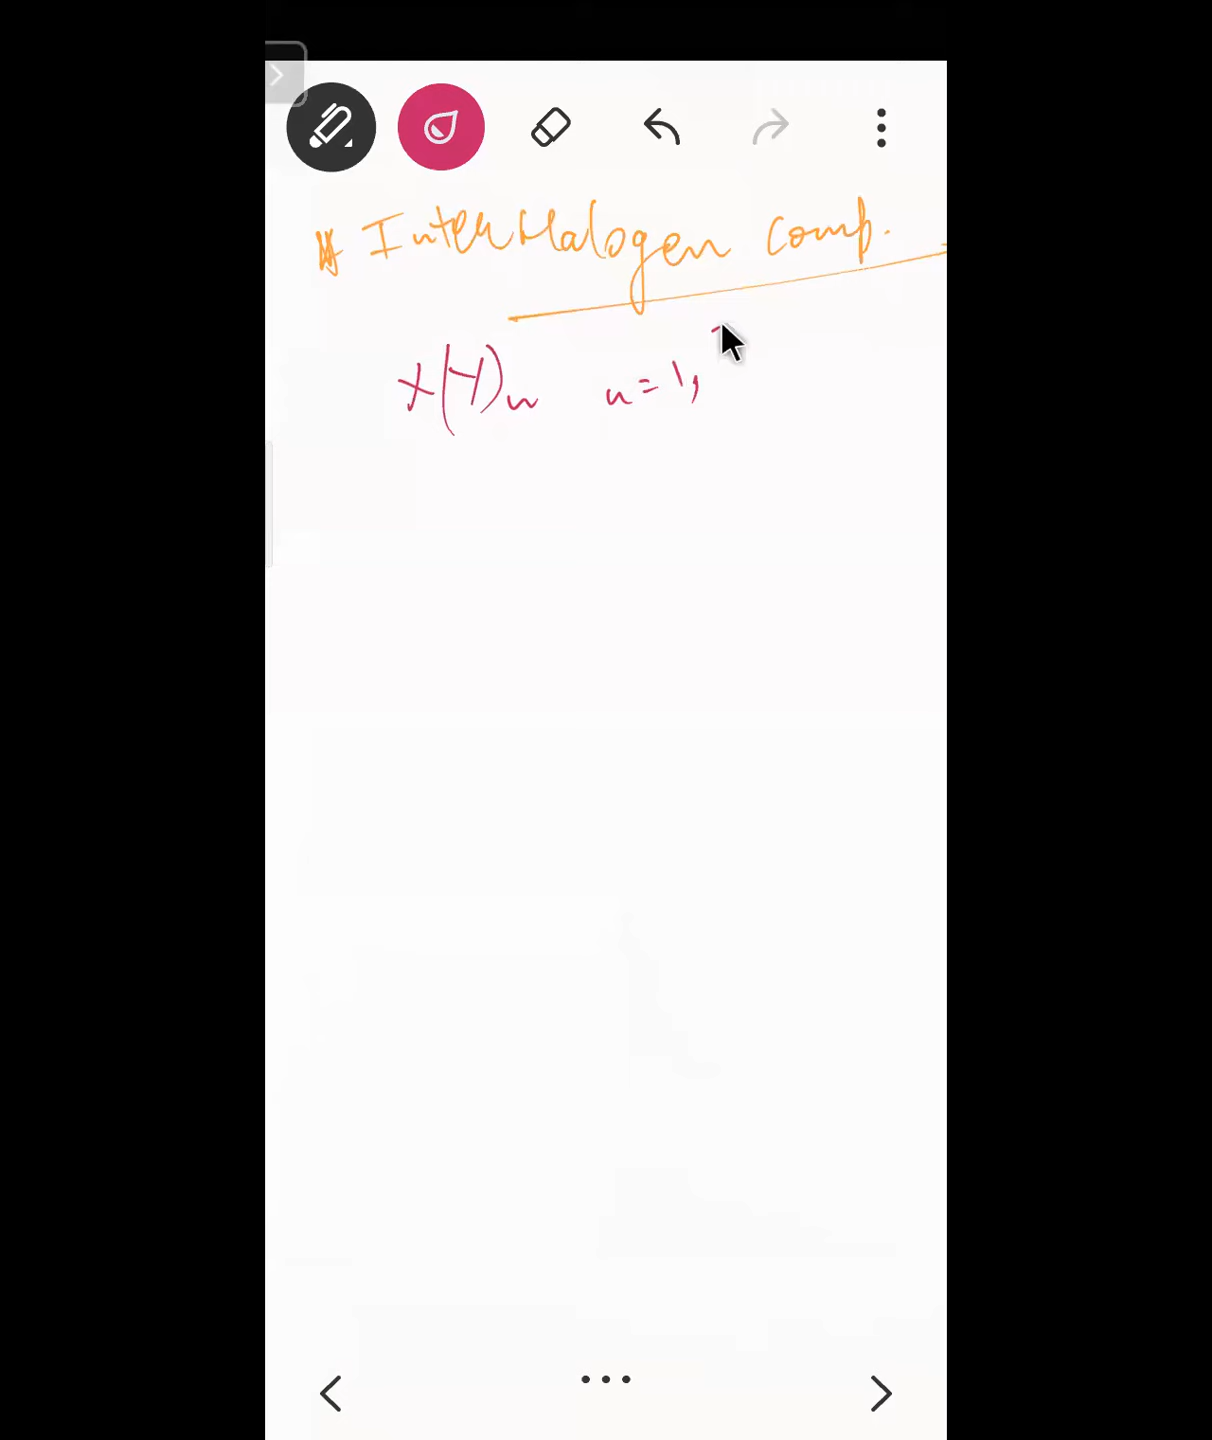 # InterHalogen comp.
X(Y)n n=1,